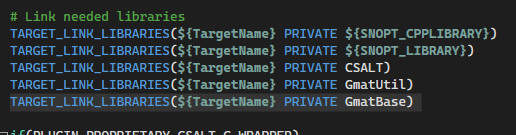 # Link needed libraries
TARGET_LINK_LIBRARIES(${TargetName} PRIVATE ${SNOPT_CPPLIBRARY})
TARGET_LINK_LIBRARIES(${TargetName} PRIVATE ${SNOPT_LIBRARY})
TARGET_LINK_LIBRARIES(${TargetName} PRIVATE CSALT)
TARGET_LINK_LIBRARIES(${TargetName} PRIVATE GmatUtil)
TARGET_LINK_LIBRARIES(${TargetName} PRIVATE GmatBase)
if(PLUGIN_PROPRIETARY_CSALT_C_WRAPPER)